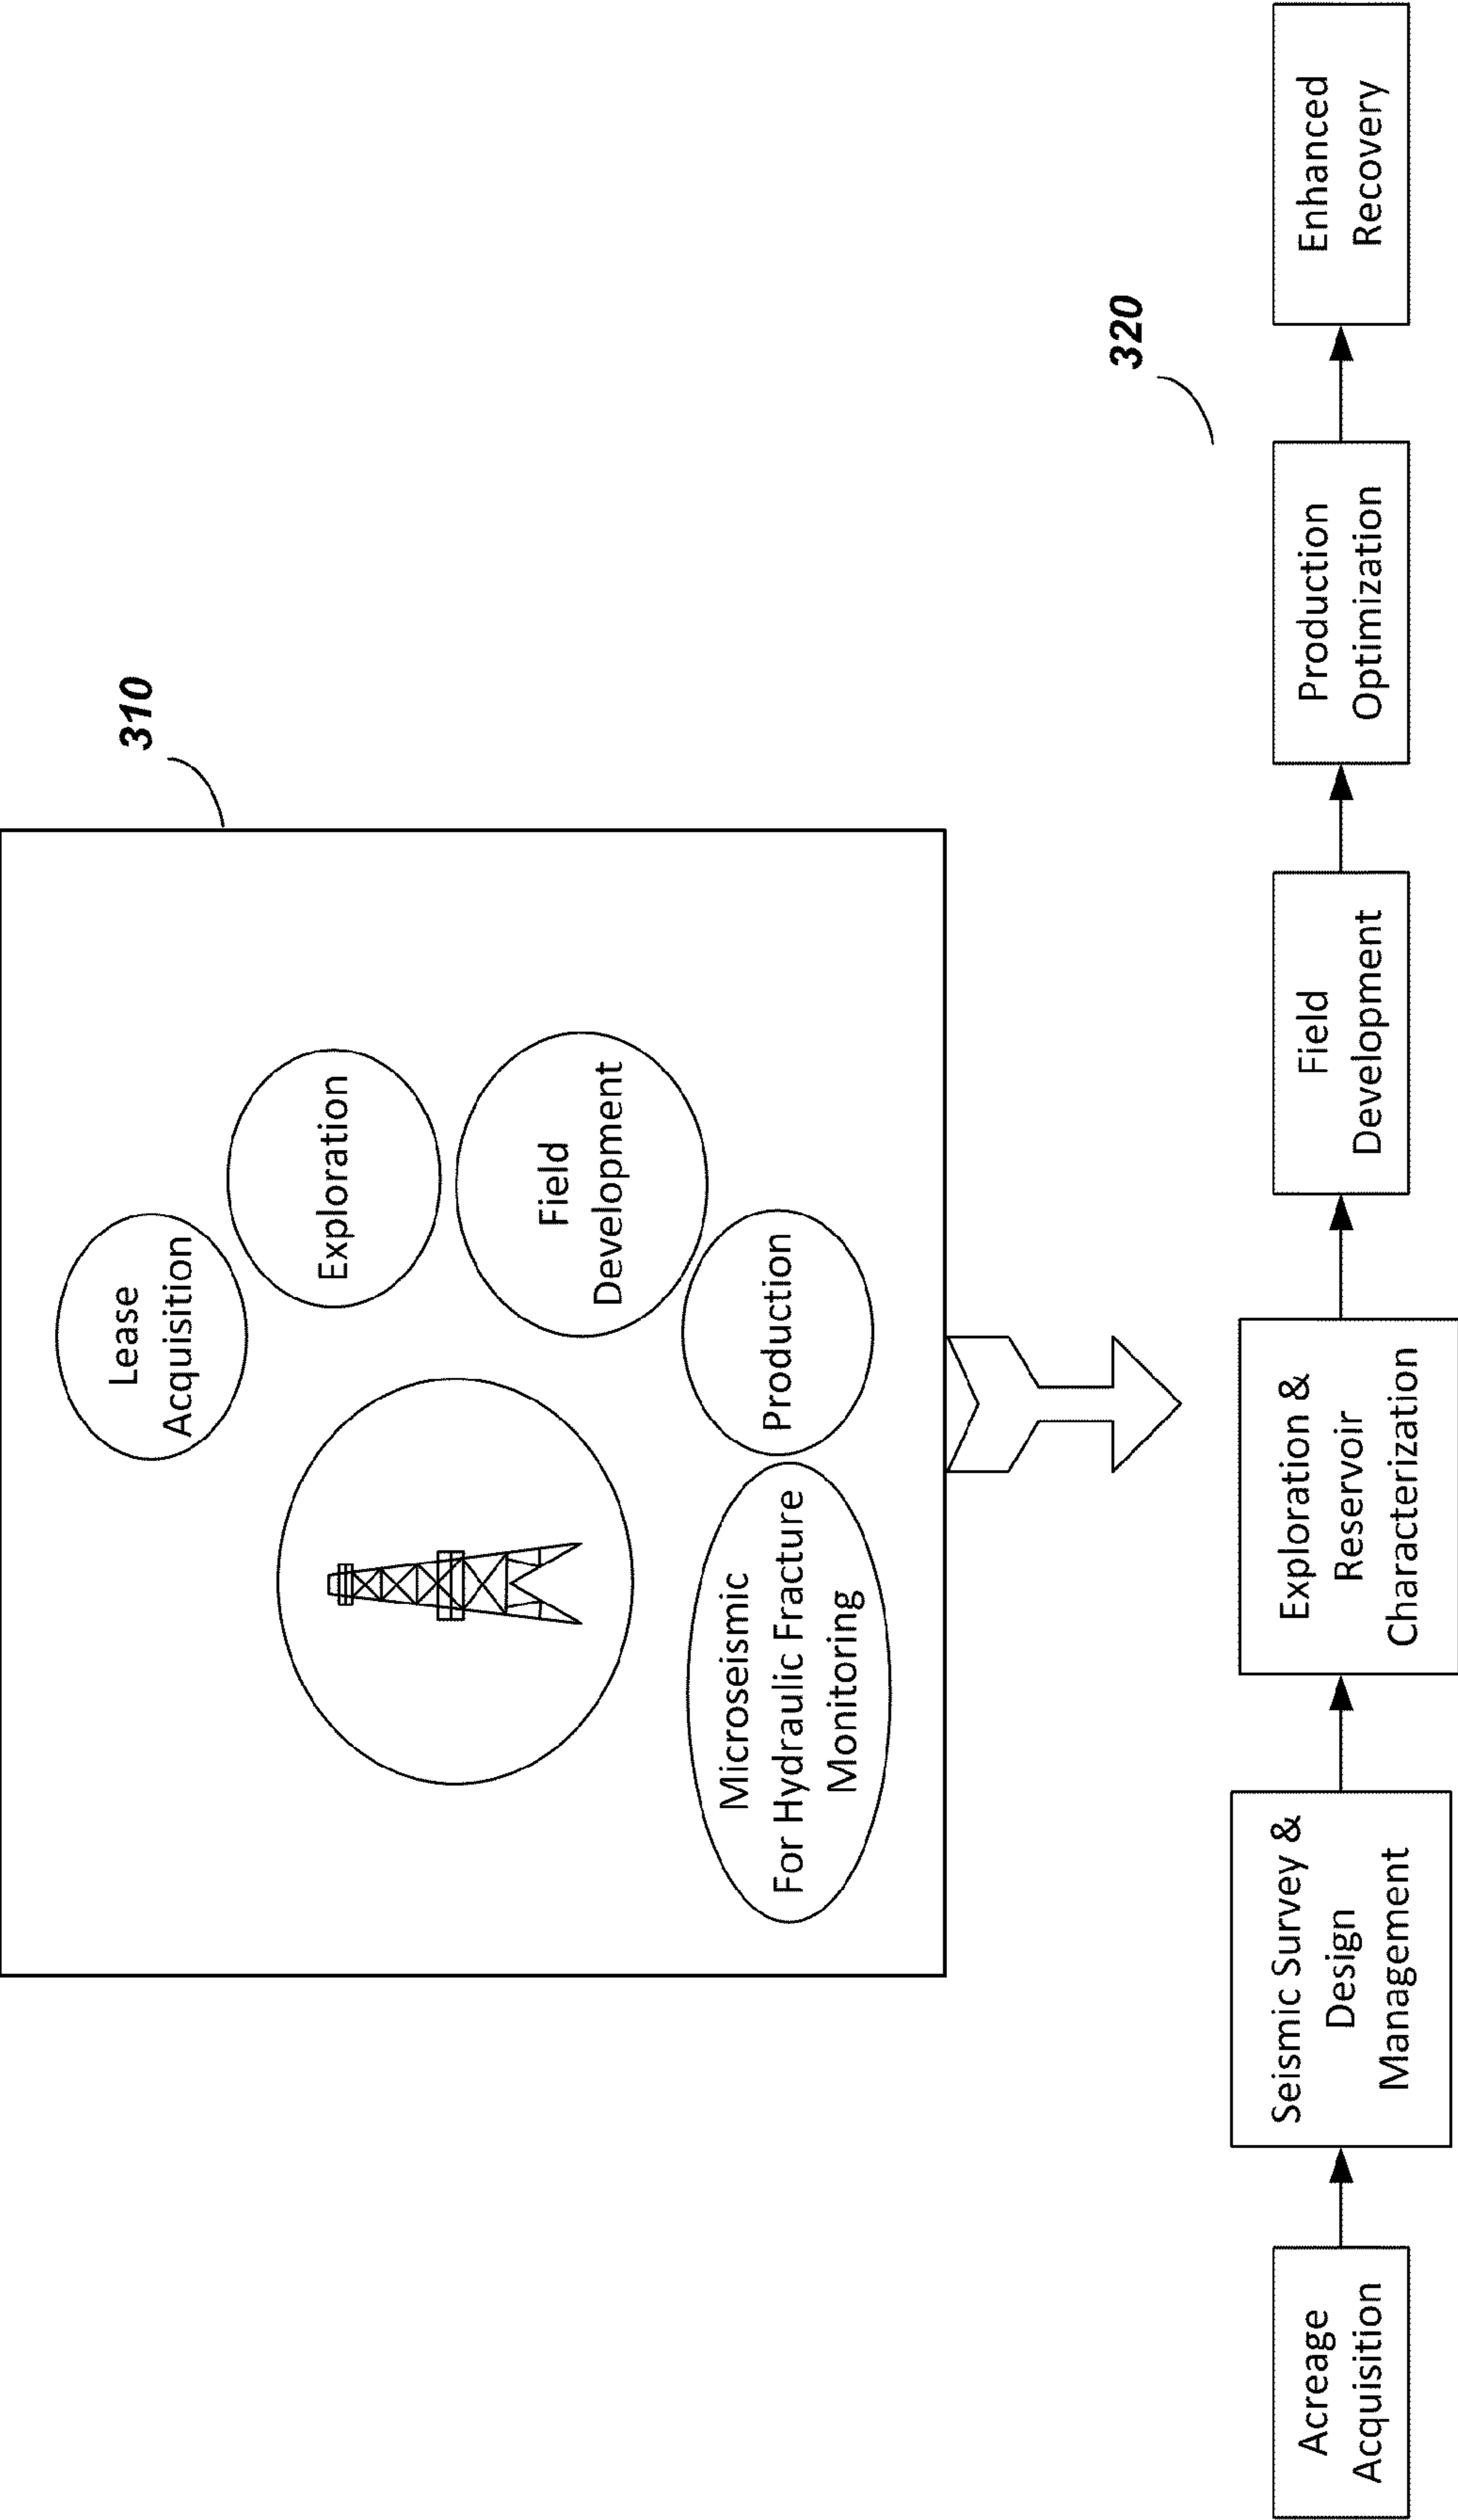 310
Lease
Acquisition
Exploration
Field
Development
Production
Microseismic
For Hydraulic Fracture
Monitoring
320
Acreage
Acquisition
Seismic Survey &
Design
Management
Exploration &
Reservoir
Characterization
Field
Development
Production
Optimization
Enhanced
Recovery